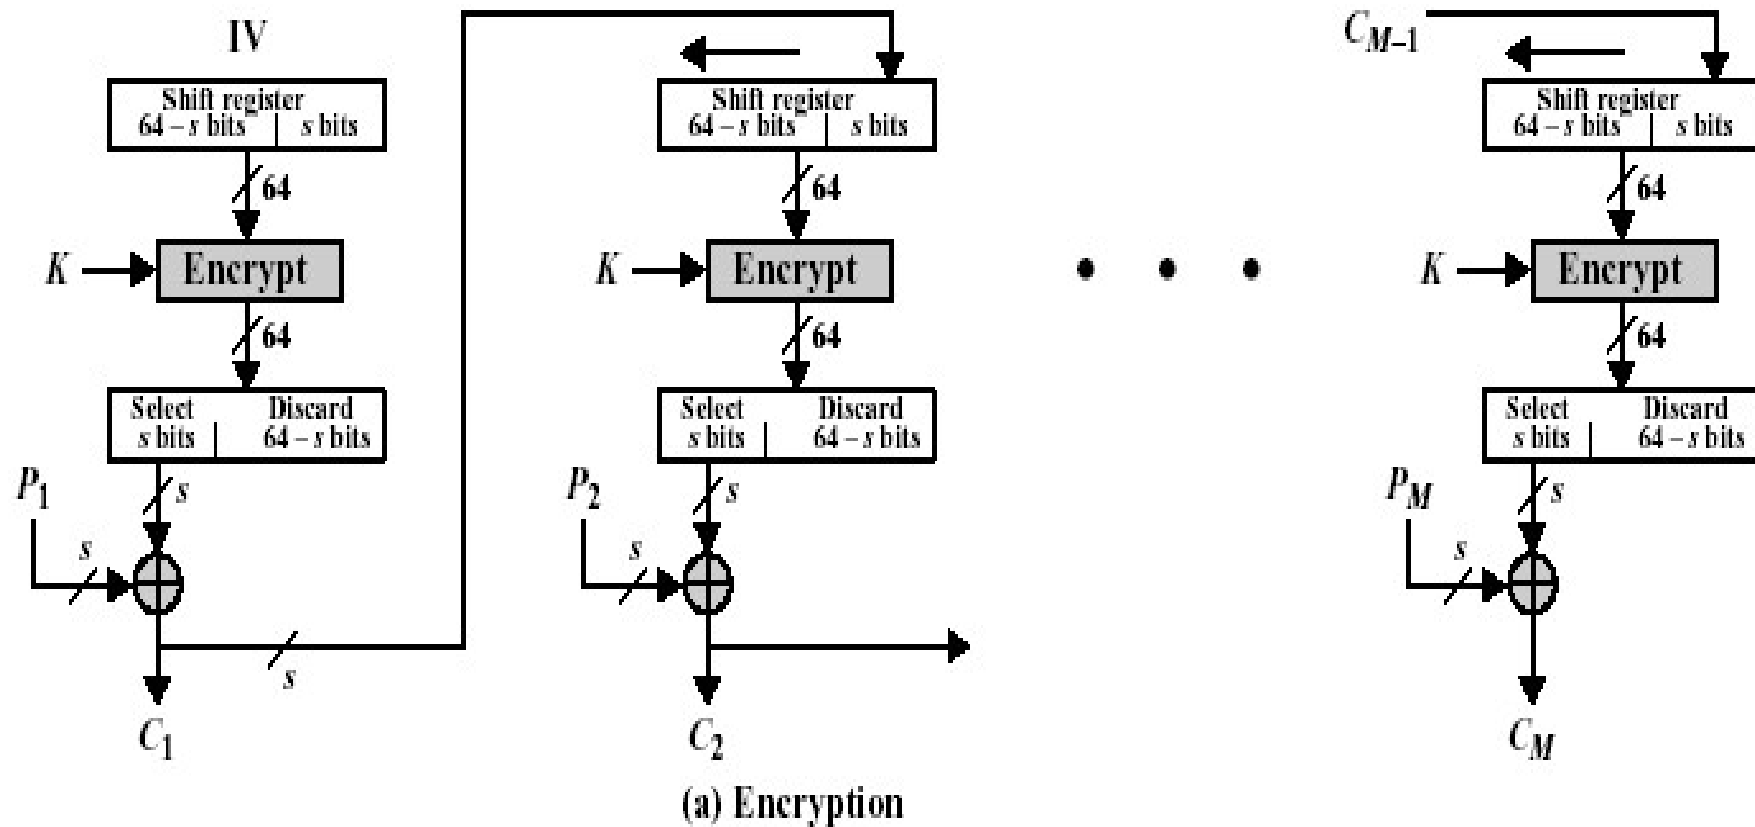 IV
Shift register
64 – s bits | s bits
64
K
Encrypt
64
Select Discard
s bits | 64 – s bits
P1
s
s
s
C1
Shift register
64 – s bits | s bits
64
K
Encrypt
64
Select Discard
s bits | 64 – s bits
P2
s
s
C2
• • •
CM–1
Shift register
64 – s bits | s bits
64
K
Encrypt
64
Select Discard
s bits | 64 – s bits
PM
s
s
CM
(a) Encryption